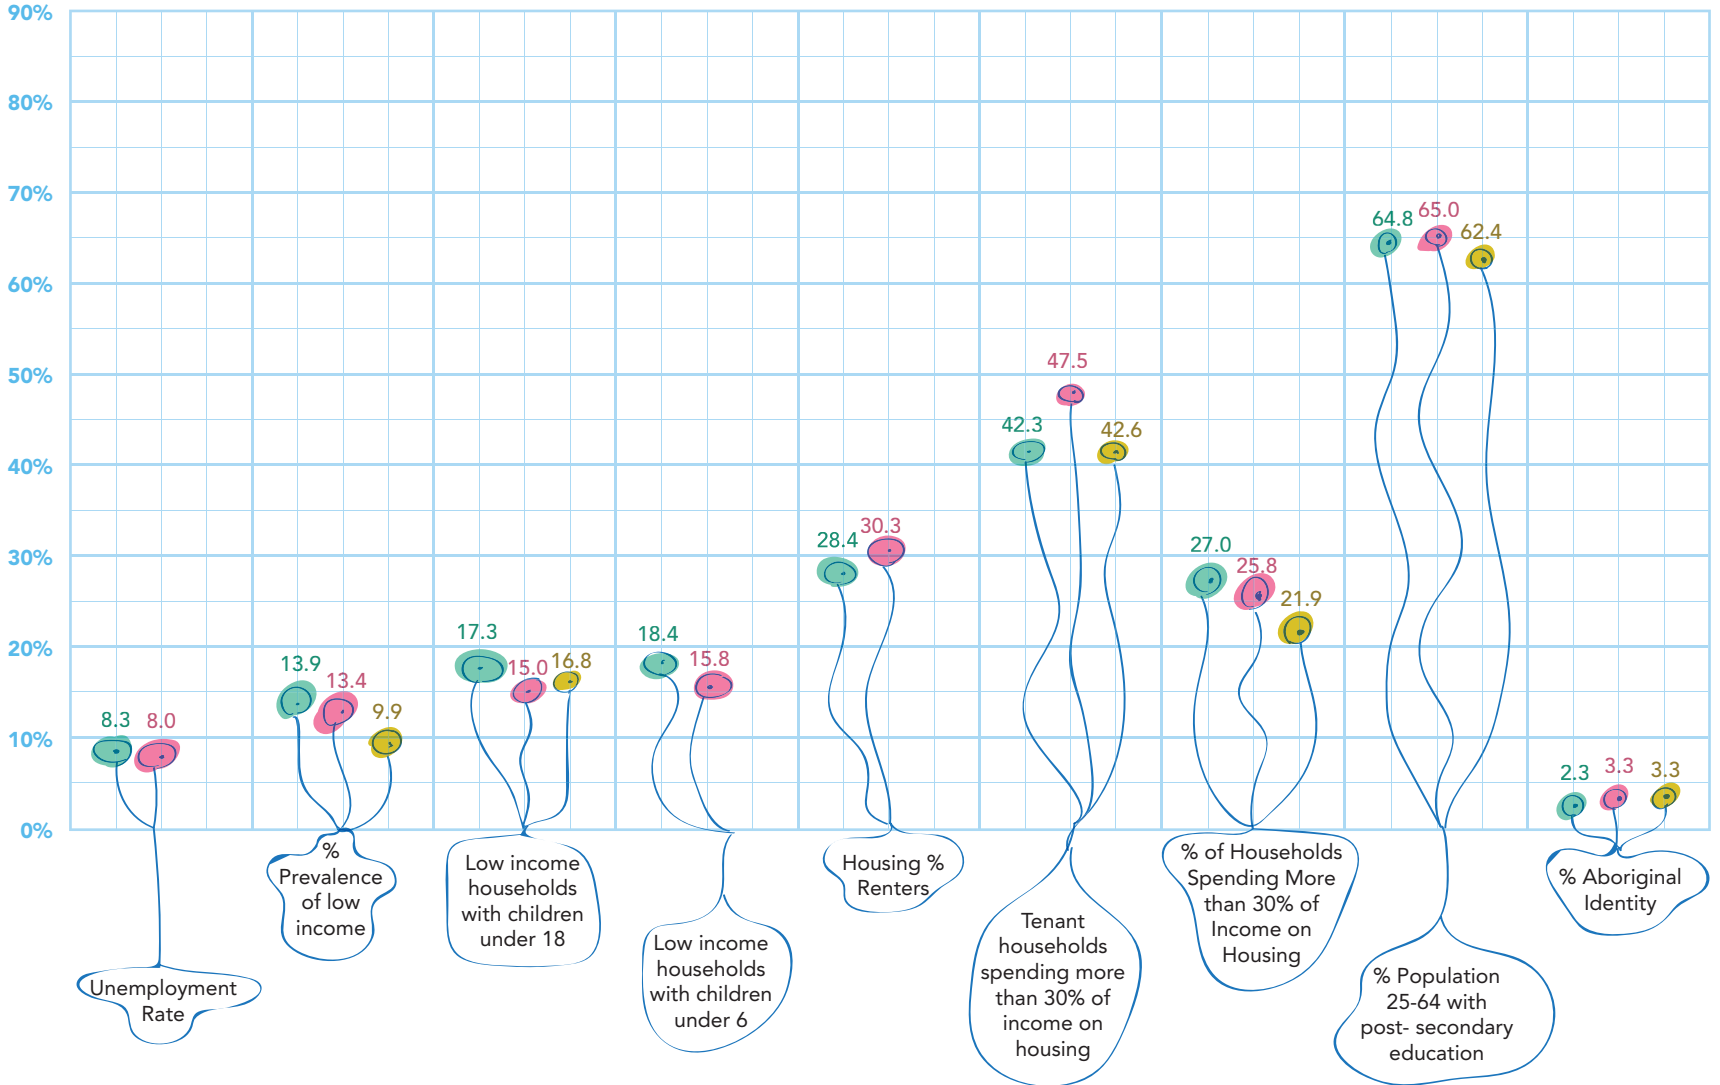 90%
80%
70%
60%
50%
40%
30%
20%
10%
0%
8.3
8.0
13.9
13.4
9.9
17.3
15.0
16.8
18.4
15.8
28.4
30.3
42.3
47.5
42.6
27.0
25.8
21.9
64.8
65.0
62.4
2.3
3.3
3.3
Unemployment
Rate
%
Prevalence
of low
income
Low income
households
with children
under 18
Low income
households
with children
under 6
Housing %
Renters
Tenant
households
spending more
than 30% of
income on
housing
% of Households
Spending More
than 30% of
Income on
Housing
% Population
25-64 with
post- secondary
education
% Aboriginal
Identity